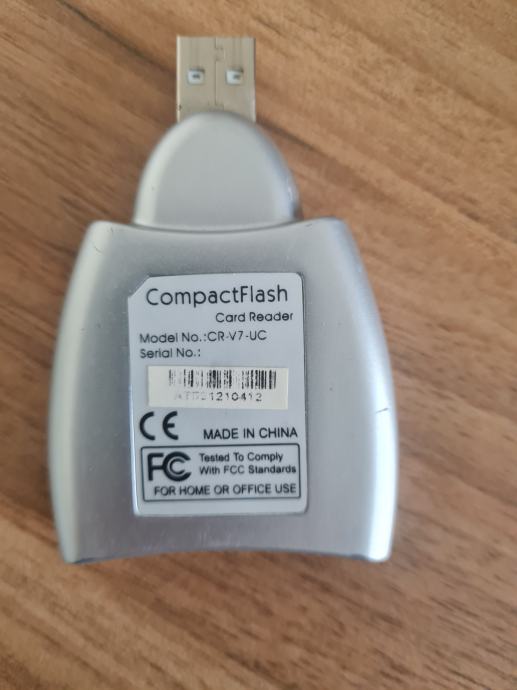 CompactFlash
Card Reader
Model No.:CR-V7-UC
Serial No.:
CE
MADE IN CHINA
FC Tested To Comply
With FCC Standards
FOR HOME OR OFFICE USE